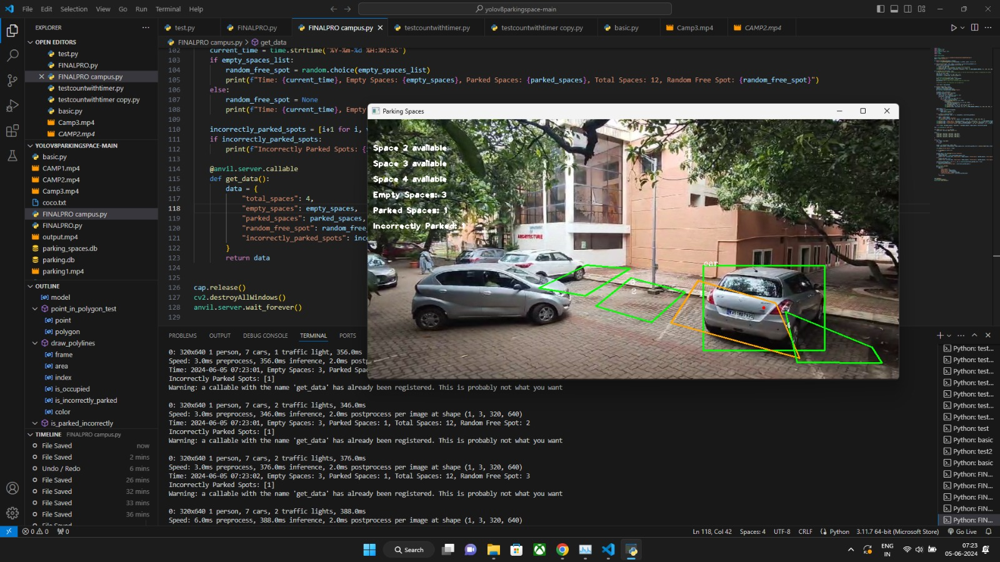 File Edit Selection View Go Run Terminal Help
yolov8parkingspace-main
EXPLORER
OPEN EDITORS
test.py
FINALPRO.py
FINALPRO campus.py
testcountwithtimer.py
testcountwithtimer copy.py
basic.py
Camp3.mp4
CAMP2.mp4
YOLOV8PARKINGSPACE-MAIN
basic.py
CAMP1.mp4
CAMP2.mp4
Camp3.mp4
coco.txt
FINALPRO campus.py
FINALPRO.py
output.mp4
parking_spaces.db
parking.db
parking1.mp4
OUTLINE
model
point_in_polygon_test
point
polygon
draw_polylines
frame
area
index
is_occupied
is_incorrectly_parked
color
is_parked_incorrectly
TIMELINE FINALPRO campus.py
File Saved now
File Saved 2 mins
Undo / Redo 6 mins
File Saved 26 mins
File Saved 32 mins
File Saved 33 mins
File Saved 36 mins
test.py FINALPRO.py FINALPRO campus.py testcountwithtimer.py testcountwithtimer copy.py basic.py Camp3.mp4 CAMP2.mp4
FINALPRO campus.py > get_data
102 current_time = time.strftime("%Y-%m-%d %H:%M:%S")
103 if empty_spaces_list:
104 random_free_spot = random.choice(empty_spaces_list)
105 print(f"Time: {current_time}, Empty Spaces: {empty_spaces}, Parked Spaces: {parked_spaces}, Total Spaces: 12, Random Free Spot: {random_free_spot}")
106 else:
107 random_free_spot = None
108 print(f"Time: {current_time}, Empty
109
110 incorrectly_parked_spots = [i+1 for i,
111 if incorrectly_parked_spots:
112 print(f"Incorrectly Parked Spots: {
113
114 @anvil.server.callable
115 def get_data():
116 data = {
117 "total_spaces": 4,
118 "empty_spaces": empty_spaces,
119 "parked_spaces": parked_spaces,
120 "random_free_spot": random_free
121 "incorrectly_parked_spots": inco
122 }
123 return data
124
125
126 cap.release()
127 cv2.destroyAllWindows()
128 anvil.server.wait_forever()
129
Parking Spaces
Space 2 available
Space 3 available
Space 4 available
Empty Spaces: 3
Parked Spaces: 1
Incorrectly Parked: 1
ARCHITECTURE
car
2
4
PROBLEMS OUTPUT DEBUG CONSOLE TERMINAL PORTS
0: 320x640 1 person, 7 cars, 1 traffic light, 356.0ms
Speed: 3.0ms preprocess, 356.0ms inference, 2.0ms postp
Time: 2024-06-05 07:23:01, Empty Spaces: 3, Parked Spac
Incorrectly Parked Spots: [1]
Warning: a callable with the name 'get_data' has already been registered. This is probably not what you want
0: 320x640 1 person, 7 cars, 2 traffic lights, 346.0ms
Speed: 3.0ms preprocess, 346.0ms inference, 2.0ms postprocess per image at shape (1, 3, 320, 640)
Time: 2024-06-05 07:23:01, Empty Spaces: 3, Parked Spaces: 1, Total Spaces: 12, Random Free Spot: 2
Incorrectly Parked Spots: [1]
Warning: a callable with the name 'get_data' has already been registered. This is probably not what you want
0: 320x640 1 person, 7 cars, 2 traffic lights, 376.0ms
Speed: 3.0ms preprocess, 376.0ms inference, 2.0ms postprocess per image at shape (1, 3, 320, 640)
Time: 2024-06-05 07:23:02, Empty Spaces: 3, Parked Spaces: 1, Total Spaces: 12, Random Free Spot: 3
Incorrectly Parked Spots: [1]
Warning: a callable with the name 'get_data' has already been registered. This is probably not what you want
0: 320x640 1 person, 7 cars, 2 traffic lights, 388.0ms
Speed: 6.0ms preprocess, 388.0ms inference, 2.0ms postprocess per image at shape (1, 3, 320, 640)
Python: test...
Python: test...
Python: test...
Python: test...
Python: test...
Python: test...
Python: test...
Python: test
Python: basic
Python: test2
Python: basic
Python: FIN...
Python: FIN...
Python: FIN...
Python: FIN...
Python: FIN...
0 0 0 Ln 118, Col 42 Spaces: 4 UTF-8 CRLF Python 3.11.7 64-bit (Microsoft Store) Go Live
Search
ENG
IN
07:23
05-06-2024